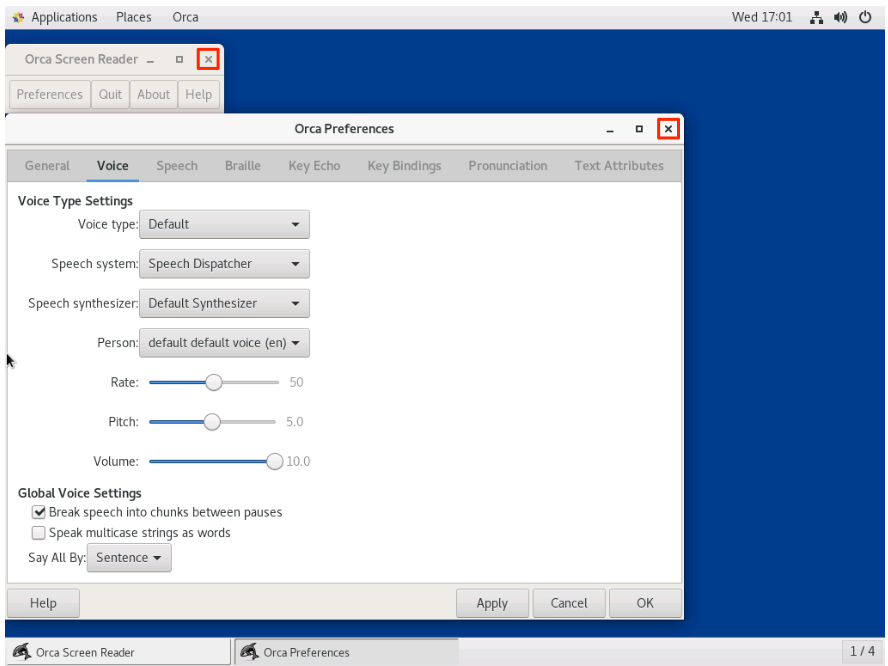 Applications Places Orca Wed 17:01
Orca Screen Reader
Preferences Quit About Help
Orca Preferences
General Voice Speech Braille Key Echo Key Bindings Pronunciation Text Attributes
Voice Type Settings
Voice type: Default
Speech system: Speech Dispatcher
Speech synthesizer: Default Synthesizer
Person: default default voice (en)
Rate: 50
Pitch: 5.0
Volume: 10.0
Global Voice Settings
Break speech into chunks between pauses
Speak multicase strings as words
Say All By: Sentence
Help Apply Cancel OK
Orca Screen Reader Orca Preferences 1 / 4